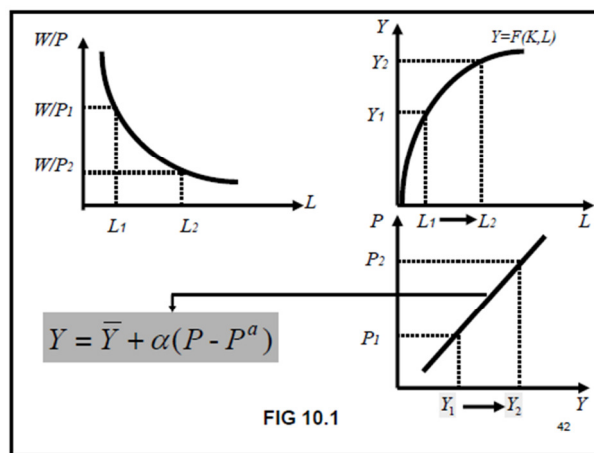 W/P
W/P1
W/P2
L1
L2
L
Y
Y=F(K,L)
Y2
Y1
L1
L2
L
P
P2
P1
Y1
Y2
Y
Y = Ȳ + α(P - Pᵃ)
FIG 10.1
42